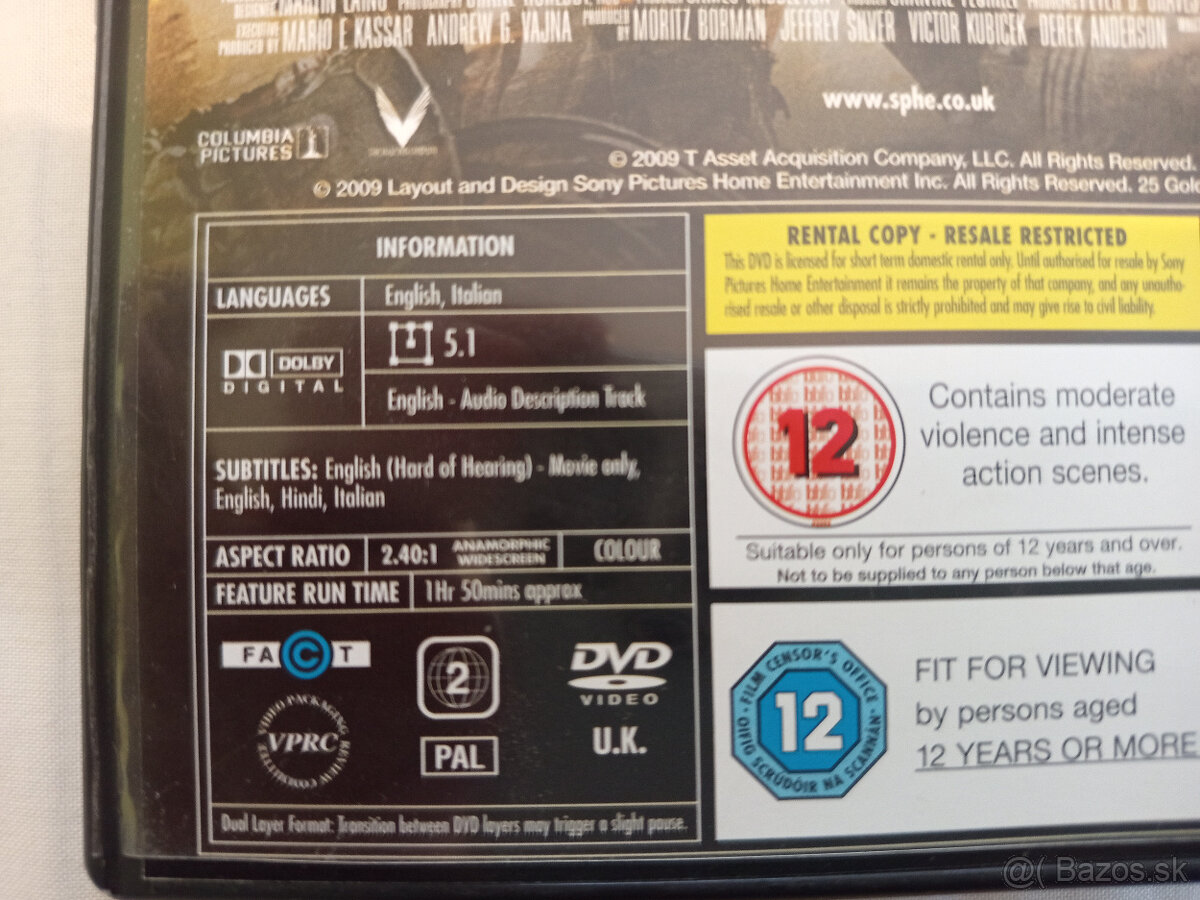 MARIO F. KASSAR ANDREW G. VAJNA PRODUCED BY MORITZ BORMAN JEFFREY SILVER VICTOR KUBICEK DEREK ANDERSON
www.sphe.co.uk
COLUMBIA
PICTURES
© 2009 T Asset Acquisition Company, LLC. All Rights Reserved.
© 2009 Layout and Design Sony Pictures Home Entertainment Inc. All Rights Reserved. 25 Gold
INFORMATION
LANGUAGES English, Italian
DOLBY
DIGITAL
5.1
English - Audio Description Track
SUBTITLES: English (Hard of Hearing) - Movie only,
English, Hindi, Italian
ASPECT RATIO 2.40:1 ANAMORPHIC WIDESCREEN COLOUR
FEATURE RUN TIME 1Hr 50mins approx
FACT
2
DVD
VIDEO
VIDEO PACKAGING REVIEW COMMITTEE
VPRC
PAL
U.K.
Dual Layer Format: Transition between DVD layers may trigger a slight pause.
RENTAL COPY - RESALE RESTRICTED
This DVD is licensed for short term domestic rental only. Until authorised for resale by Sony
Pictures Home Entertainment it remains the property of that company, and any unautho-
rised resale or other disposal is strictly prohibited and may give rise to civil liability.
12
Contains moderate
violence and intense
action scenes.
Suitable only for persons of 12 years and over.
Not to be supplied to any person below that age.
FILM CENSOR'S OFFICE
12
OIFIG SCRÚDÓIR NA SCANNÁN
FIT FOR VIEWING
by persons aged
12 YEARS OR MORE
@( Bazos.sk